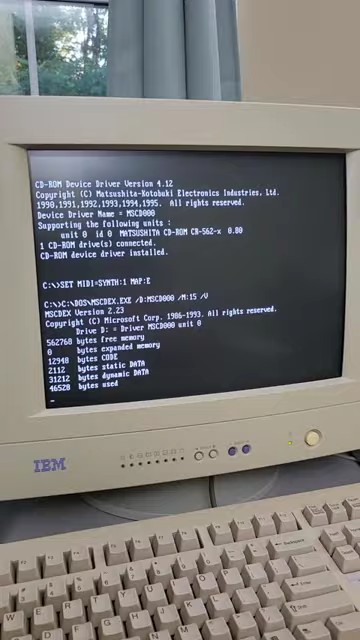 CD-ROM Device Driver Version 4.12
Copyright (C) Matsushita-Kotobuki Electronics Industries, Ltd.
1990,1991,1992,1993,1994,1995. All rights reserved.
Device Driver Name = MSCD000
Supporting the following units :
unit 0 id 0 MATSUSHITA CD-ROM CR-562-x 0.80
1 CD-ROM drive(s) connected.
CD-ROM device driver installed.
C:\>SET MIDI=SYNTH:1 MAP:E
C:\>C:\DOS\MSCDEX.EXE /D:MSCD000 /M:15 /V
MSCDEX Version 2.23
Copyright (C) Microsoft Corp. 1986-1993. All rights reserved.
Drive D: = Driver MSCD000 unit 0
562768 bytes free memory
0 bytes expanded memory
12948 bytes CODE
2112 bytes static DATA
31212 bytes dynamic DATA
46528 bytes used
IBM
Backspace
Enter
Shift
W
E
R
T
Y
U